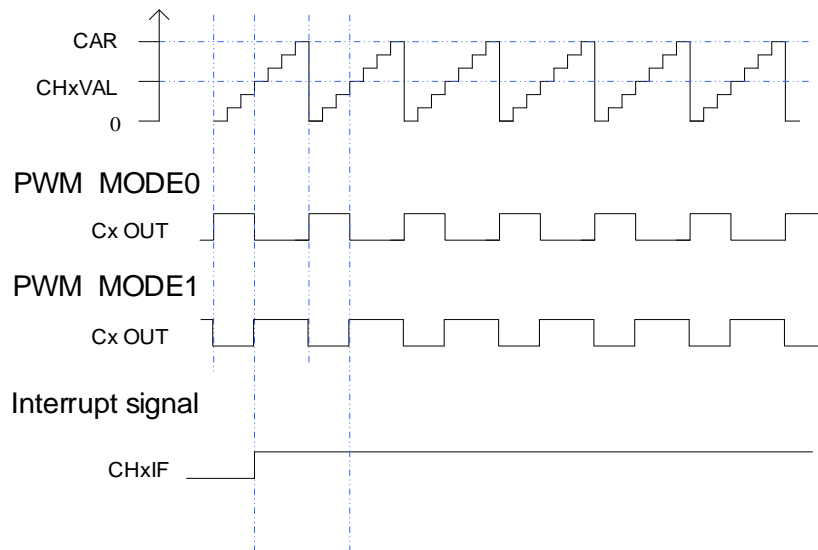 CAR
CHxVAL
0
PWM MODE0
Cx OUT
PWM MODE1
Cx OUT
Interrupt signal
CHxIF